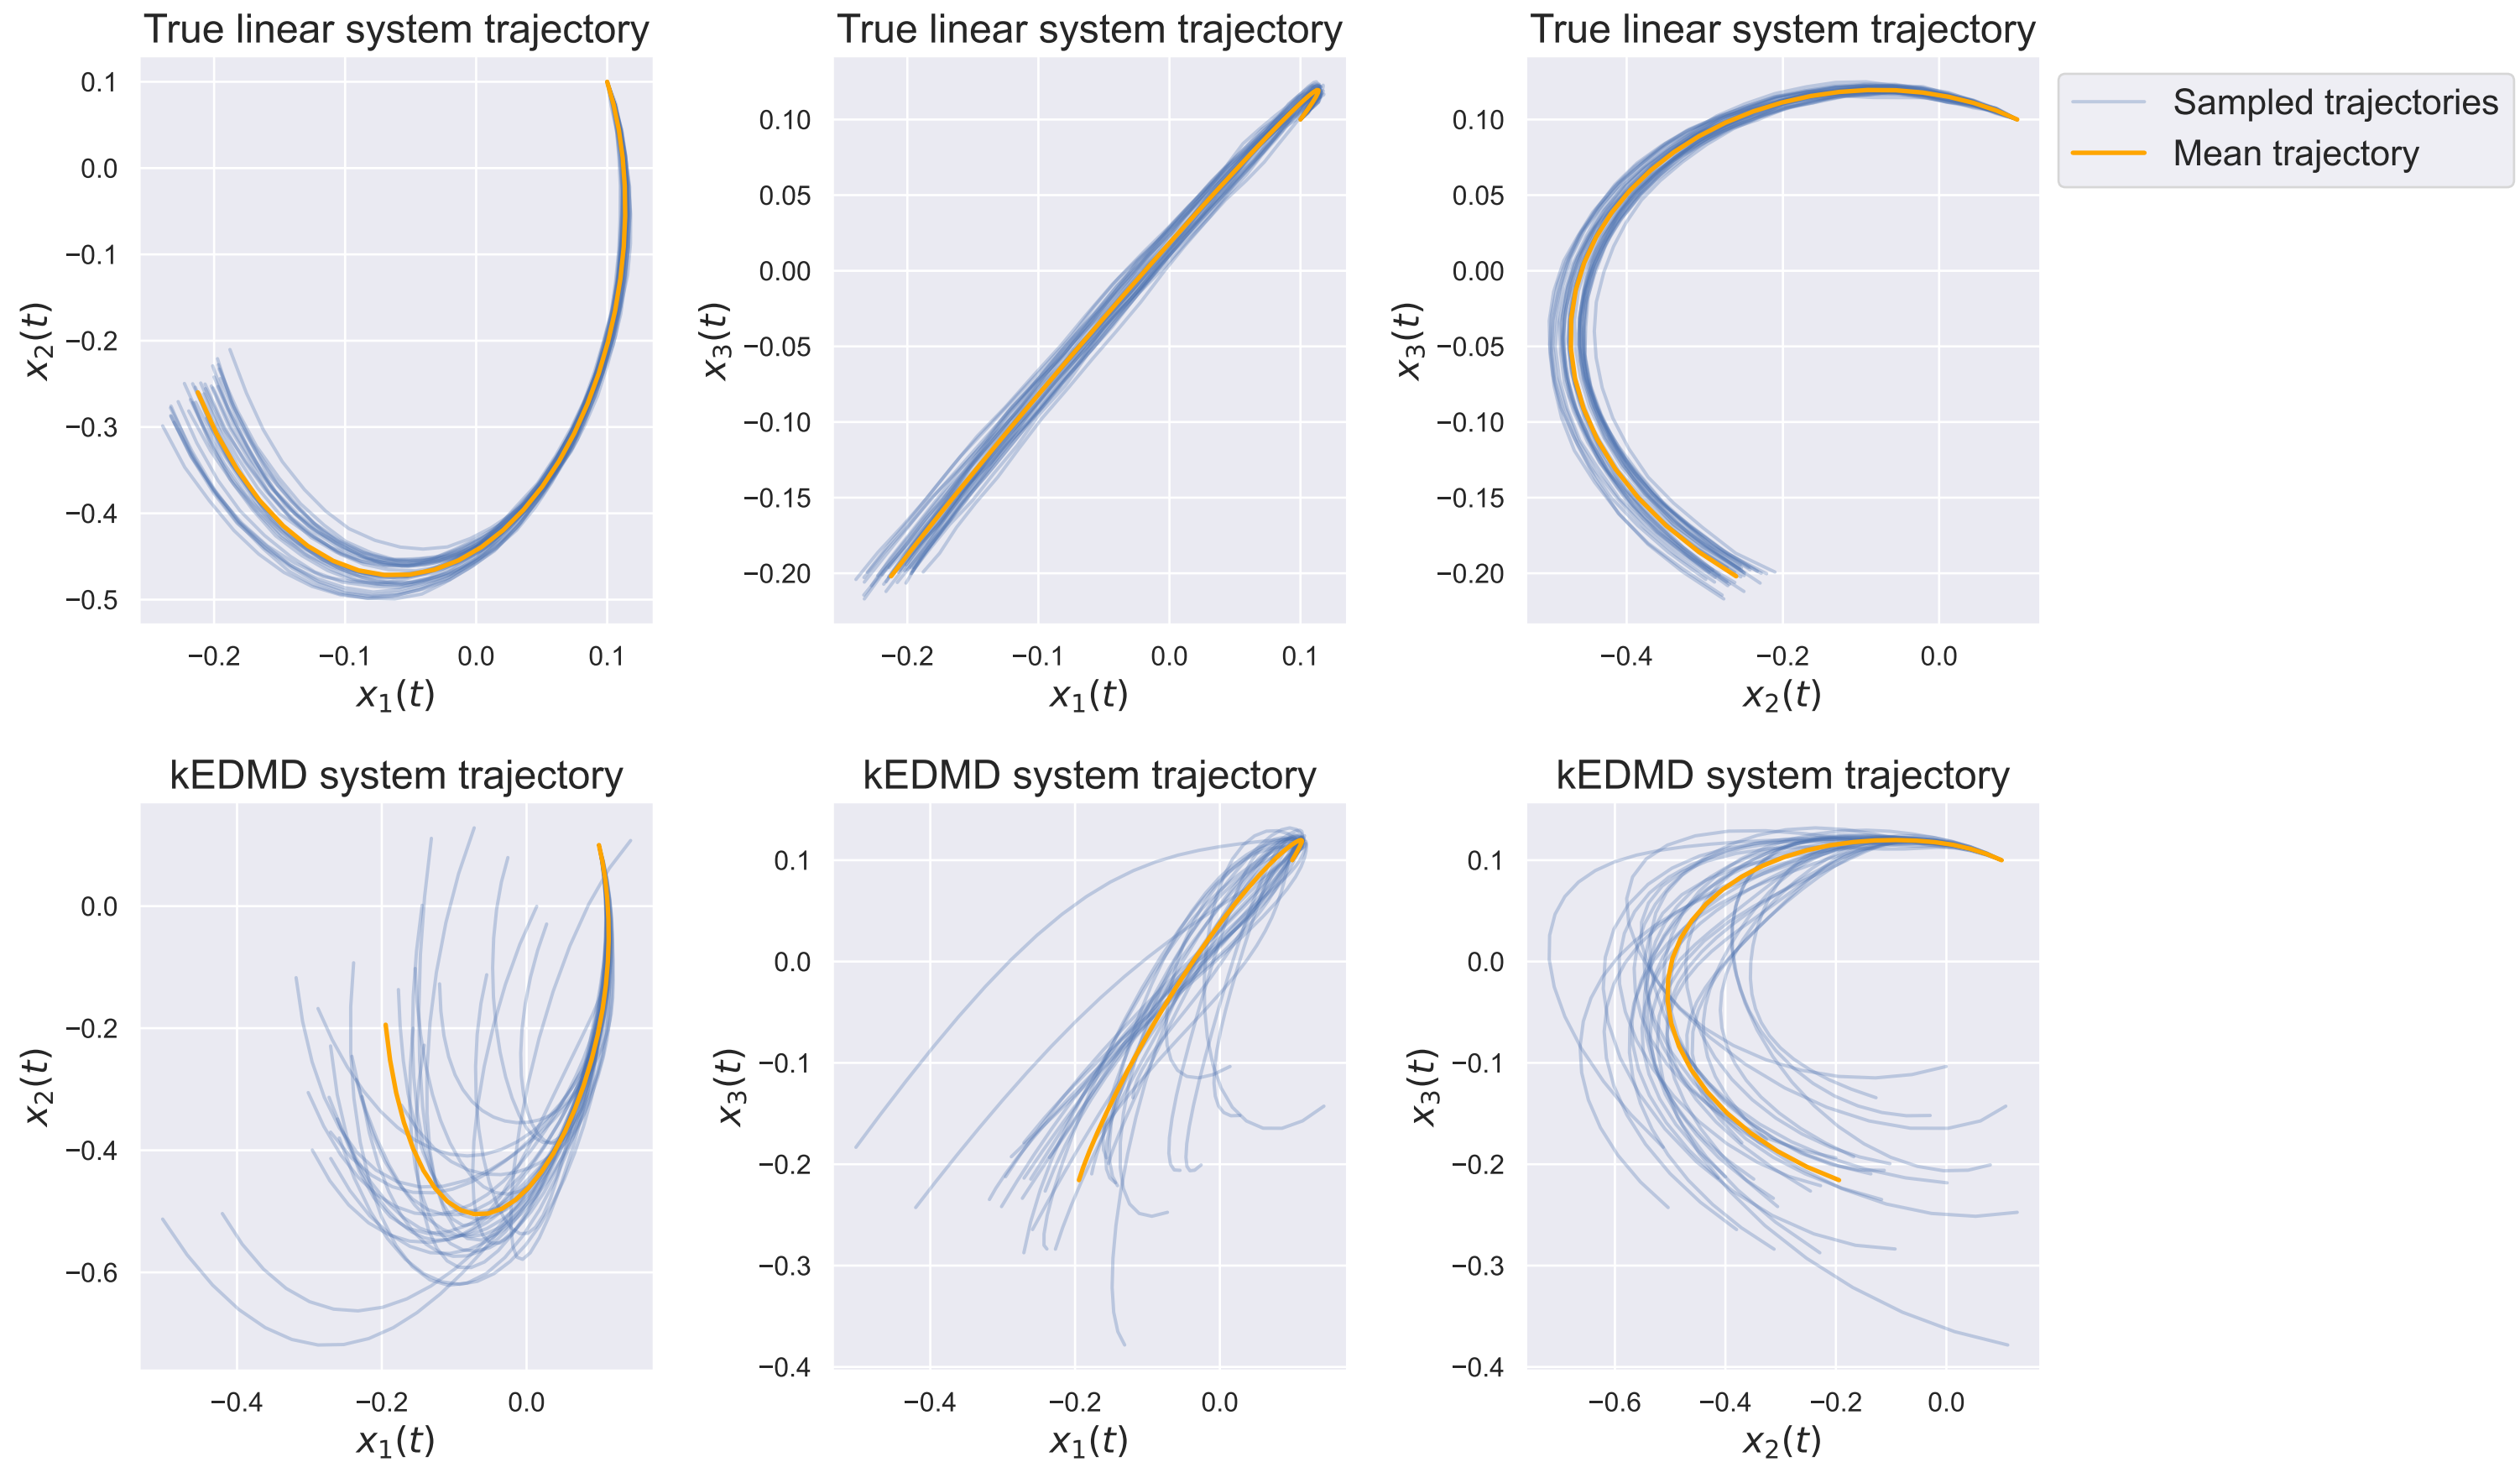 True linear system trajectory
True linear system trajectory
True linear system trajectory
Sampled trajectories
Mean trajectory
0.1
0.0
−0.1
−0.2
−0.3
−0.4
−0.5
x₂(t)
−0.2 −0.1 0.0 0.1
x₁(t)
0.10
0.05
0.00
−0.05
−0.10
−0.15
−0.20
x₃(t)
−0.2 −0.1 0.0 0.1
x₁(t)
0.10
0.05
0.00
−0.05
−0.10
−0.15
−0.20
x₃(t)
−0.4 −0.2 0.0
x₂(t)
kEDMD system trajectory
kEDMD system trajectory
kEDMD system trajectory
0.0
−0.2
−0.4
−0.6
x₂(t)
−0.4 −0.2 0.0
x₁(t)
0.1
0.0
−0.1
−0.2
−0.3
−0.4
x₃(t)
−0.4 −0.2 0.0
x₁(t)
0.1
0.0
−0.1
−0.2
−0.3
−0.4
x₃(t)
−0.6 −0.4 −0.2 0.0
x₂(t)